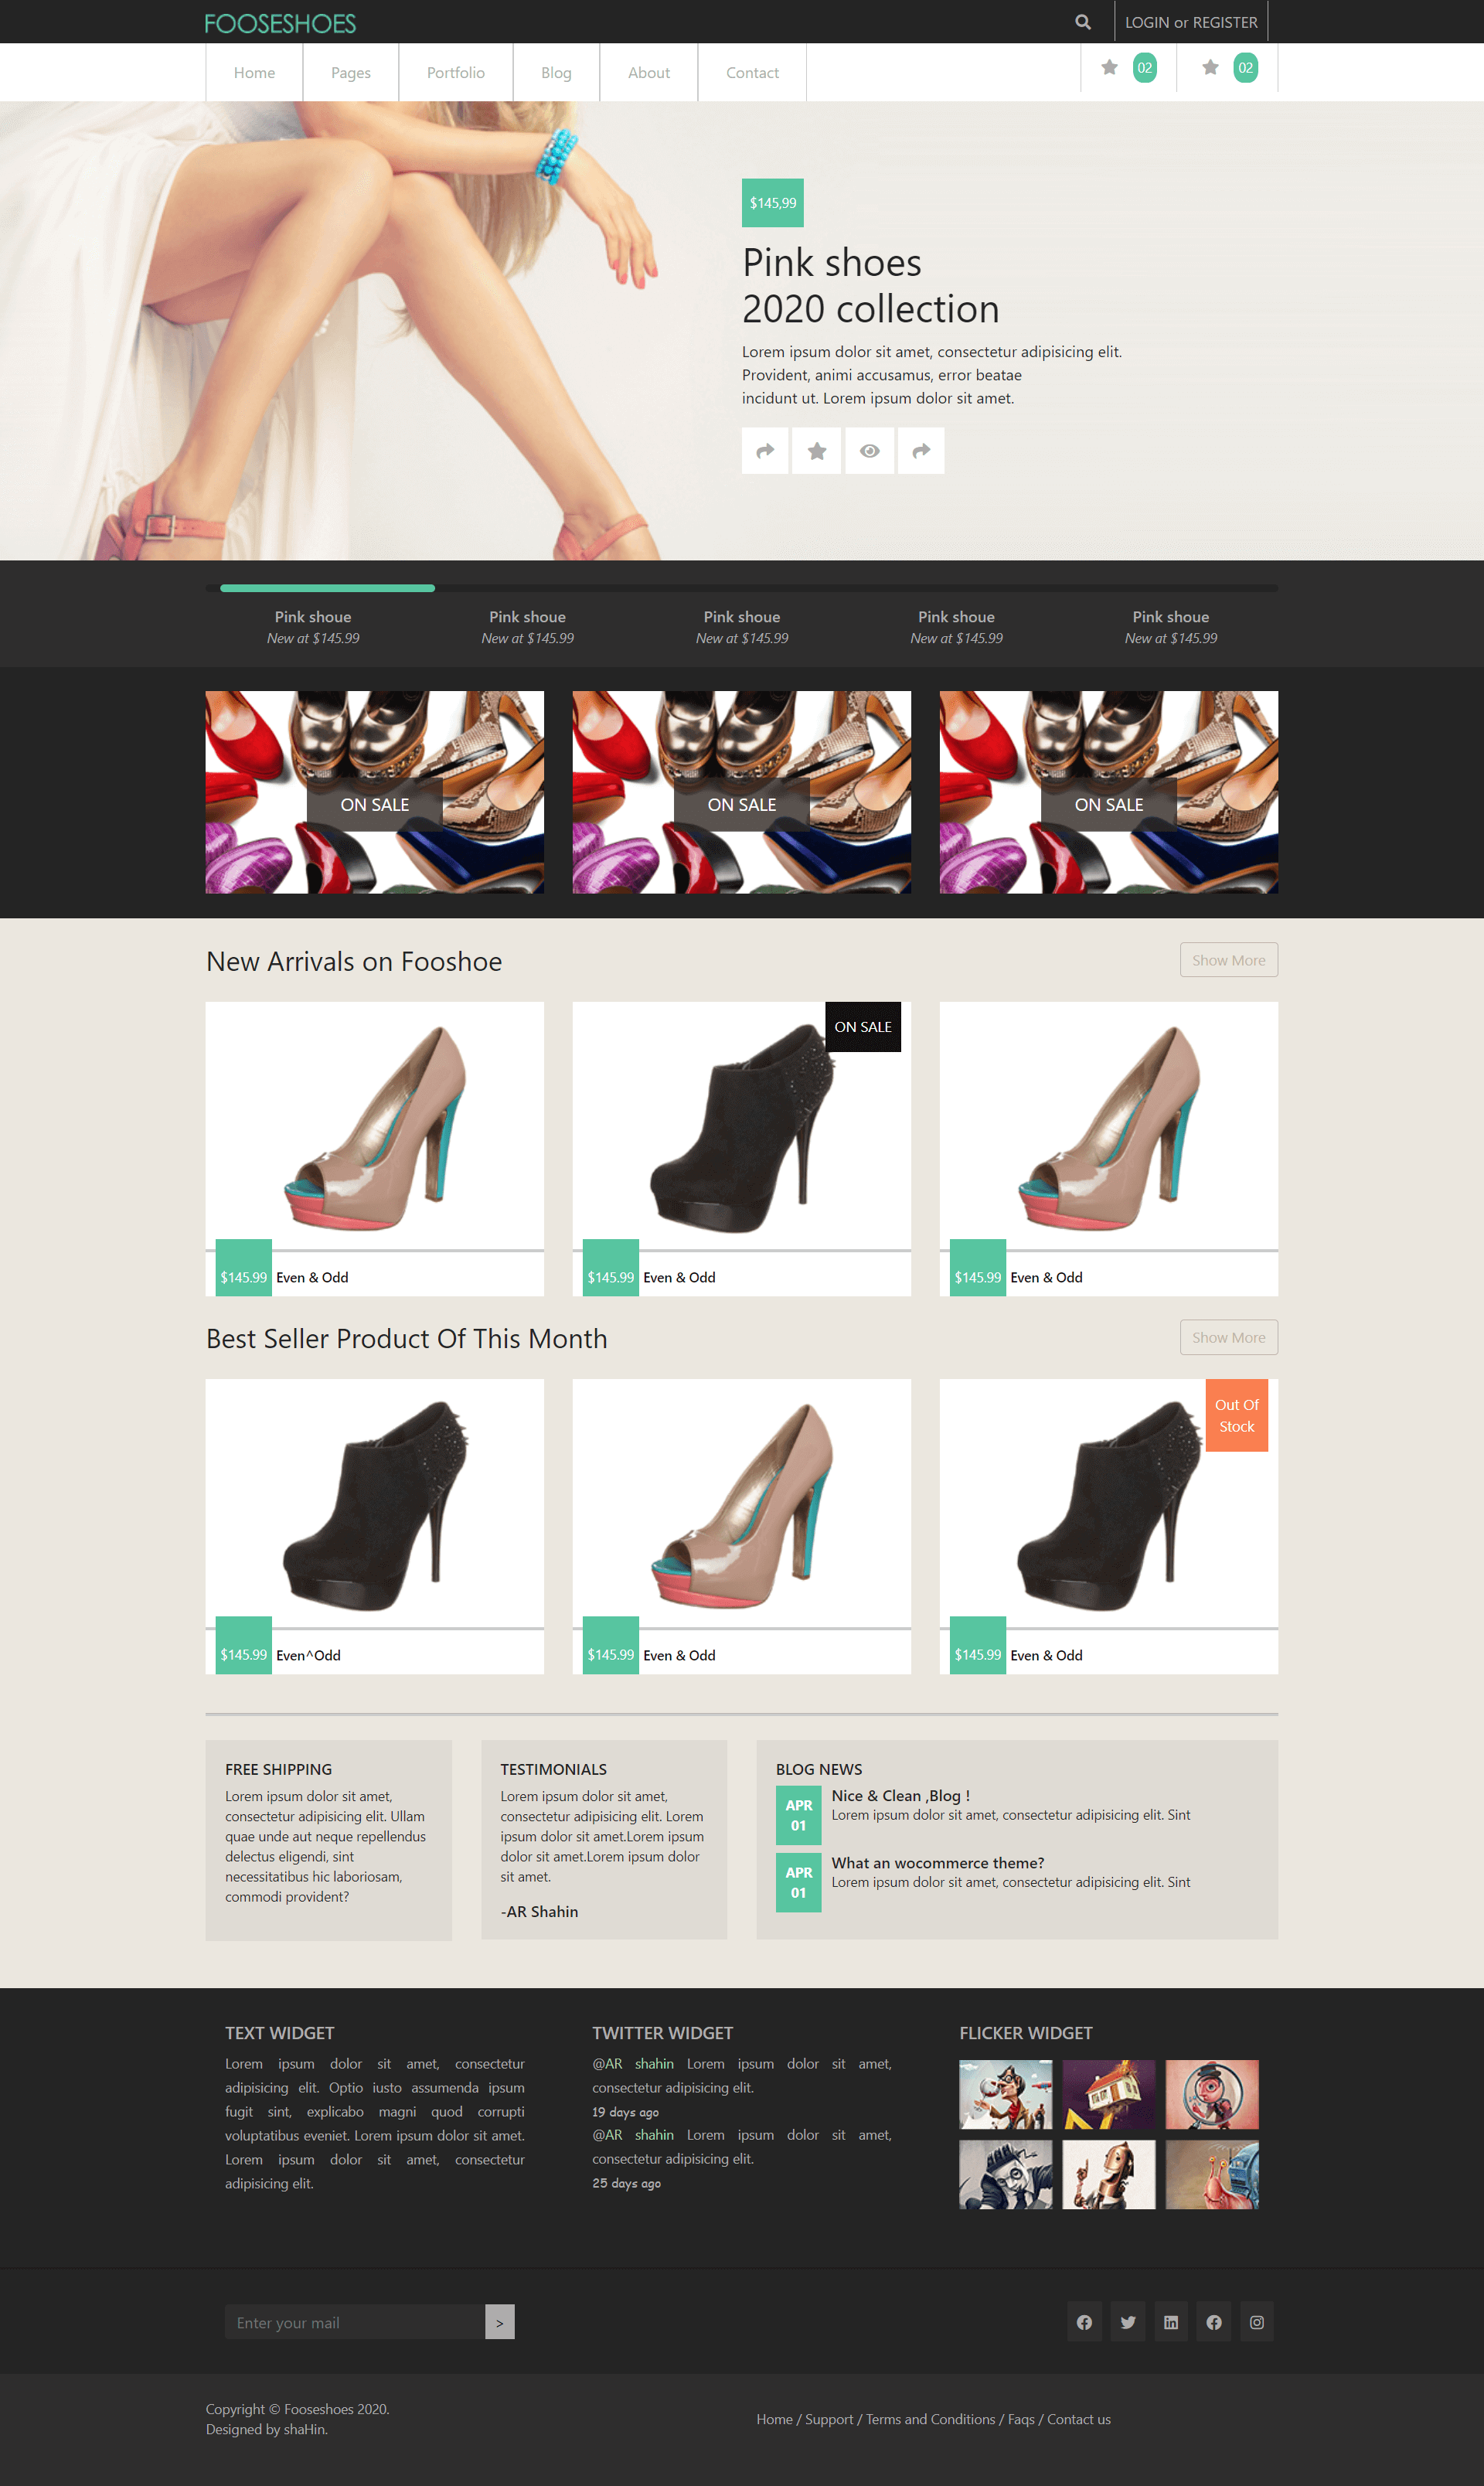 FOOSESHOES
LOGIN or REGISTER
Home Pages Portfolio Blog About Contact
02 02
$145,99
Pink shoes
2020 collection
Lorem ipsum dolor sit amet, consectetur adipisicing elit.
Provident, animi accusamus, error beatae
incidunt ut. Lorem ipsum dolor sit amet.
Pink shoue Pink shoue Pink shoue Pink shoue Pink shoue
New at $145.99 New at $145.99 New at $145.99 New at $145.99 New at $145.99
ON SALE ON SALE ON SALE
New Arrivals on Fooshoe
Show More
ON SALE
$145.99 Even & Odd
$145.99 Even & Odd
$145.99 Even & Odd
Best Seller Product Of This Month
Show More
Out Of
Stock
$145.99 Even^Odd
$145.99 Even & Odd
$145.99 Even & Odd
FREE SHIPPING
Lorem ipsum dolor sit amet,
consectetur adipisicing elit. Ullam
quae unde aut neque repellendus
delectus eligendi, sint
necessitatibus hic laboriosam,
commodi provident?
TESTIMONIALS
Lorem ipsum dolor sit amet,
consectetur adipisicing elit. Lorem
ipsum dolor sit amet.Lorem ipsum
dolor sit amet.Lorem ipsum dolor
sit amet.
-AR Shahin
BLOG NEWS
APR
01
Nice & Clean ,Blog !
Lorem ipsum dolor sit amet, consectetur adipisicing elit. Sint
APR
01
What an wocommerce theme?
Lorem ipsum dolor sit amet, consectetur adipisicing elit. Sint
TEXT WIDGET
Lorem ipsum dolor sit amet, consectetur
adipisicing elit. Optio iusto assumenda ipsum
fugit sint, explicabo magni quod corrupti
voluptatibus eveniet. Lorem ipsum dolor sit amet.
Lorem ipsum dolor sit amet, consectetur
adipisicing elit.
TWITTER WIDGET
@AR shahin Lorem ipsum dolor sit amet,
consectetur adipisicing elit.
19 days ago
@AR shahin Lorem ipsum dolor sit amet,
consectetur adipisicing elit.
25 days ago
FLICKER WIDGET
Enter your mail >
Copyright © Fooseshoes 2020.
Designed by shaHin.
Home / Support / Terms and Conditions / Faqs / Contact us